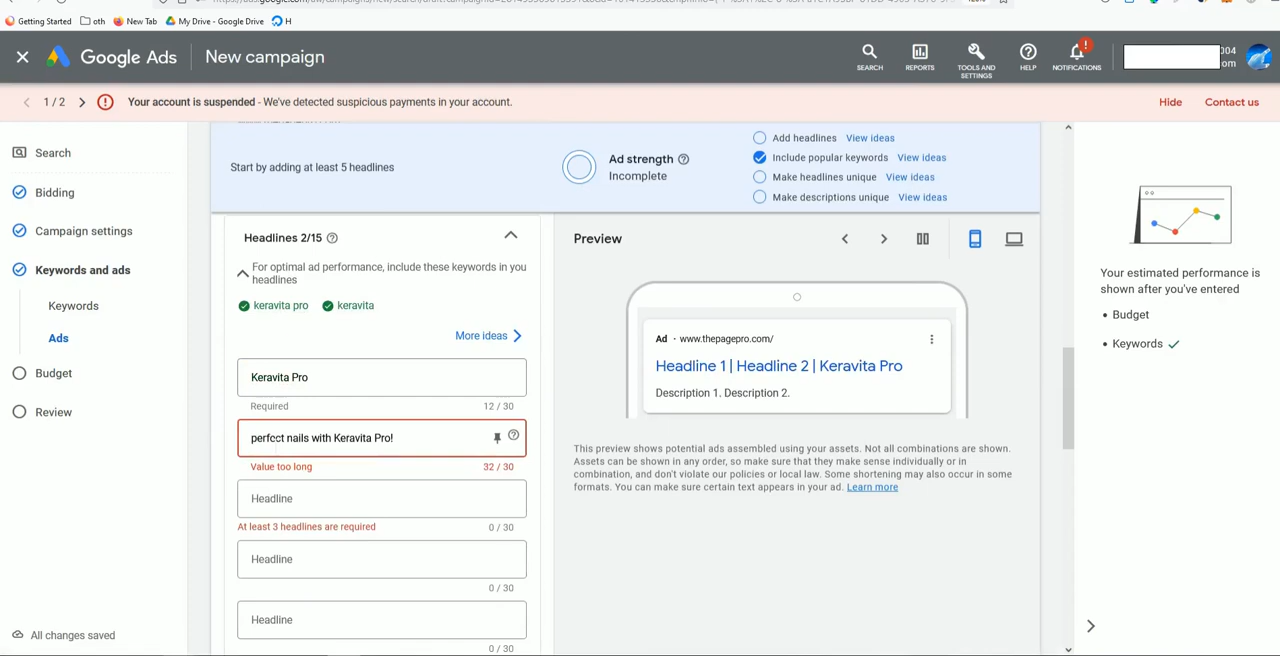 Getting Started
oth
New Tab
My Drive - Google Drive
H
Google Ads
New campaign
SEARCH
REPORTS
TOOLS AND
SETTINGS
HELP
!
NOTIFICATIONS
004
om
1 / 2
Your account is suspended - We've detected suspicious payments in your account.
Hide
Contact us
Search
Bidding
Campaign settings
Keywords and ads
Keywords
Ads
Budget
Review
All changes saved
Start by adding at least 5 headlines
Ad strength
Incomplete
Add headlines View ideas
Include popular keywords View ideas
Make headlines unique View ideas
Make descriptions unique View ideas
Headlines 2/15
For optimal ad performance, include these keywords in you
headlines
keravita pro
keravita
More ideas
Keravita Pro
Required
12 / 30
perfcct nails with Keravita Pro!
Value too long
32 / 30
Headline
At least 3 headlines are required
0 / 30
Headline
0 / 30
Headline
0 / 30
Preview
Ad · www.thepagepro.com/
Headline 1 | Headline 2 | Keravita Pro
Description 1. Description 2.
This preview shows potential ads assembled using your assets. Not all combinations are shown.
Assets can be shown in any order, so make sure that they make sense individually or in
combination, and don't violate our policies or local law. Some shortening may also occur in some
formats. You can make sure certain text appears in your ad. Learn more
Your estimated performance is
shown after you've entered
• Budget
• Keywords